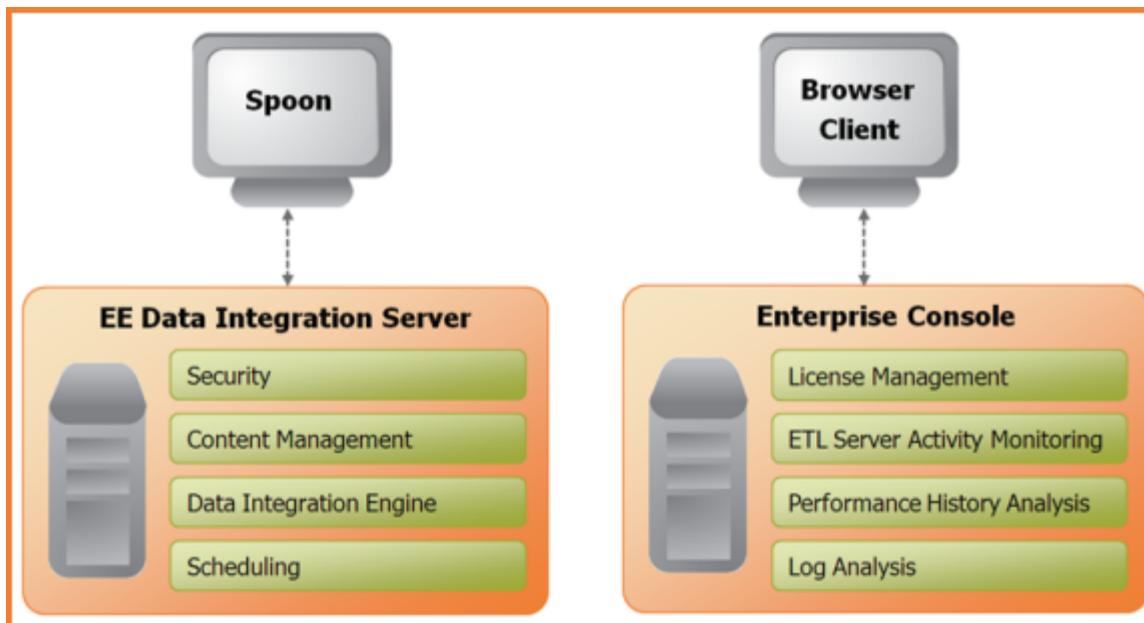 Spoon
Browser
Client
EE Data Integration Server
Security
Content Management
Data Integration Engine
Scheduling
Enterprise Console
License Management
ETL Server Activity Monitoring
Performance History Analysis
Log Analysis